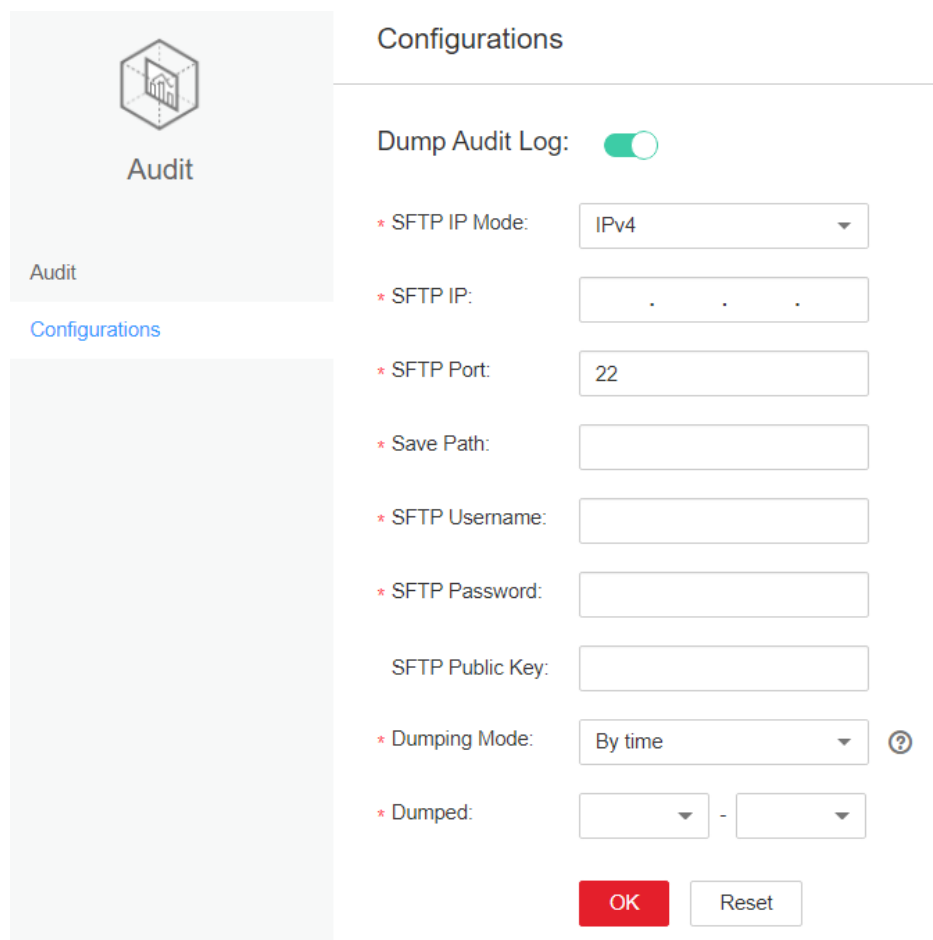 Audit
Audit
Configurations
Configurations
Dump Audit Log:
* SFTP IP Mode: IPv4
* SFTP IP: . . .
* SFTP Port: 22
* Save Path:
* SFTP Username:
* SFTP Password:
SFTP Public Key:
* Dumping Mode: By time ?
* Dumped: -
OK Reset